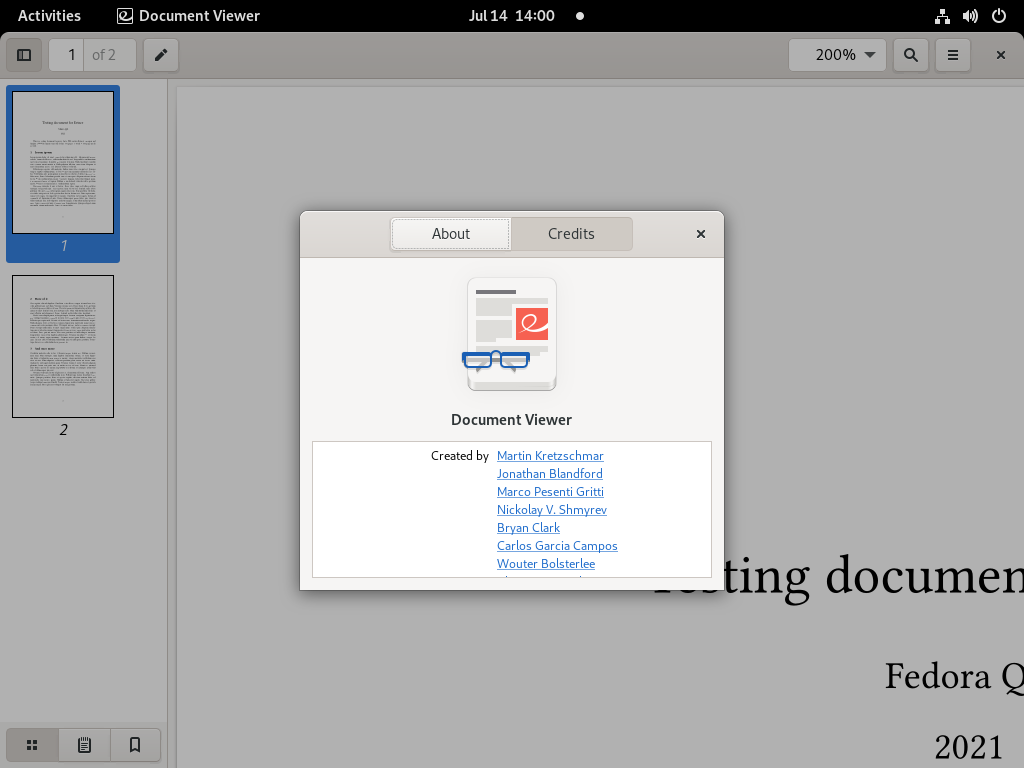 Activities Document Viewer Jul 14 14:00
1 of 2 200%
About Credits
1
2
Document Viewer
Created by Martin Kretzschmar
Jonathan Blandford
Marco Pesenti Gritti
Nickolay V. Shmyrev
Bryan Clark
Carlos Garcia Campos
Wouter Bolsterlee
Testing documen
Fedora Q
2021